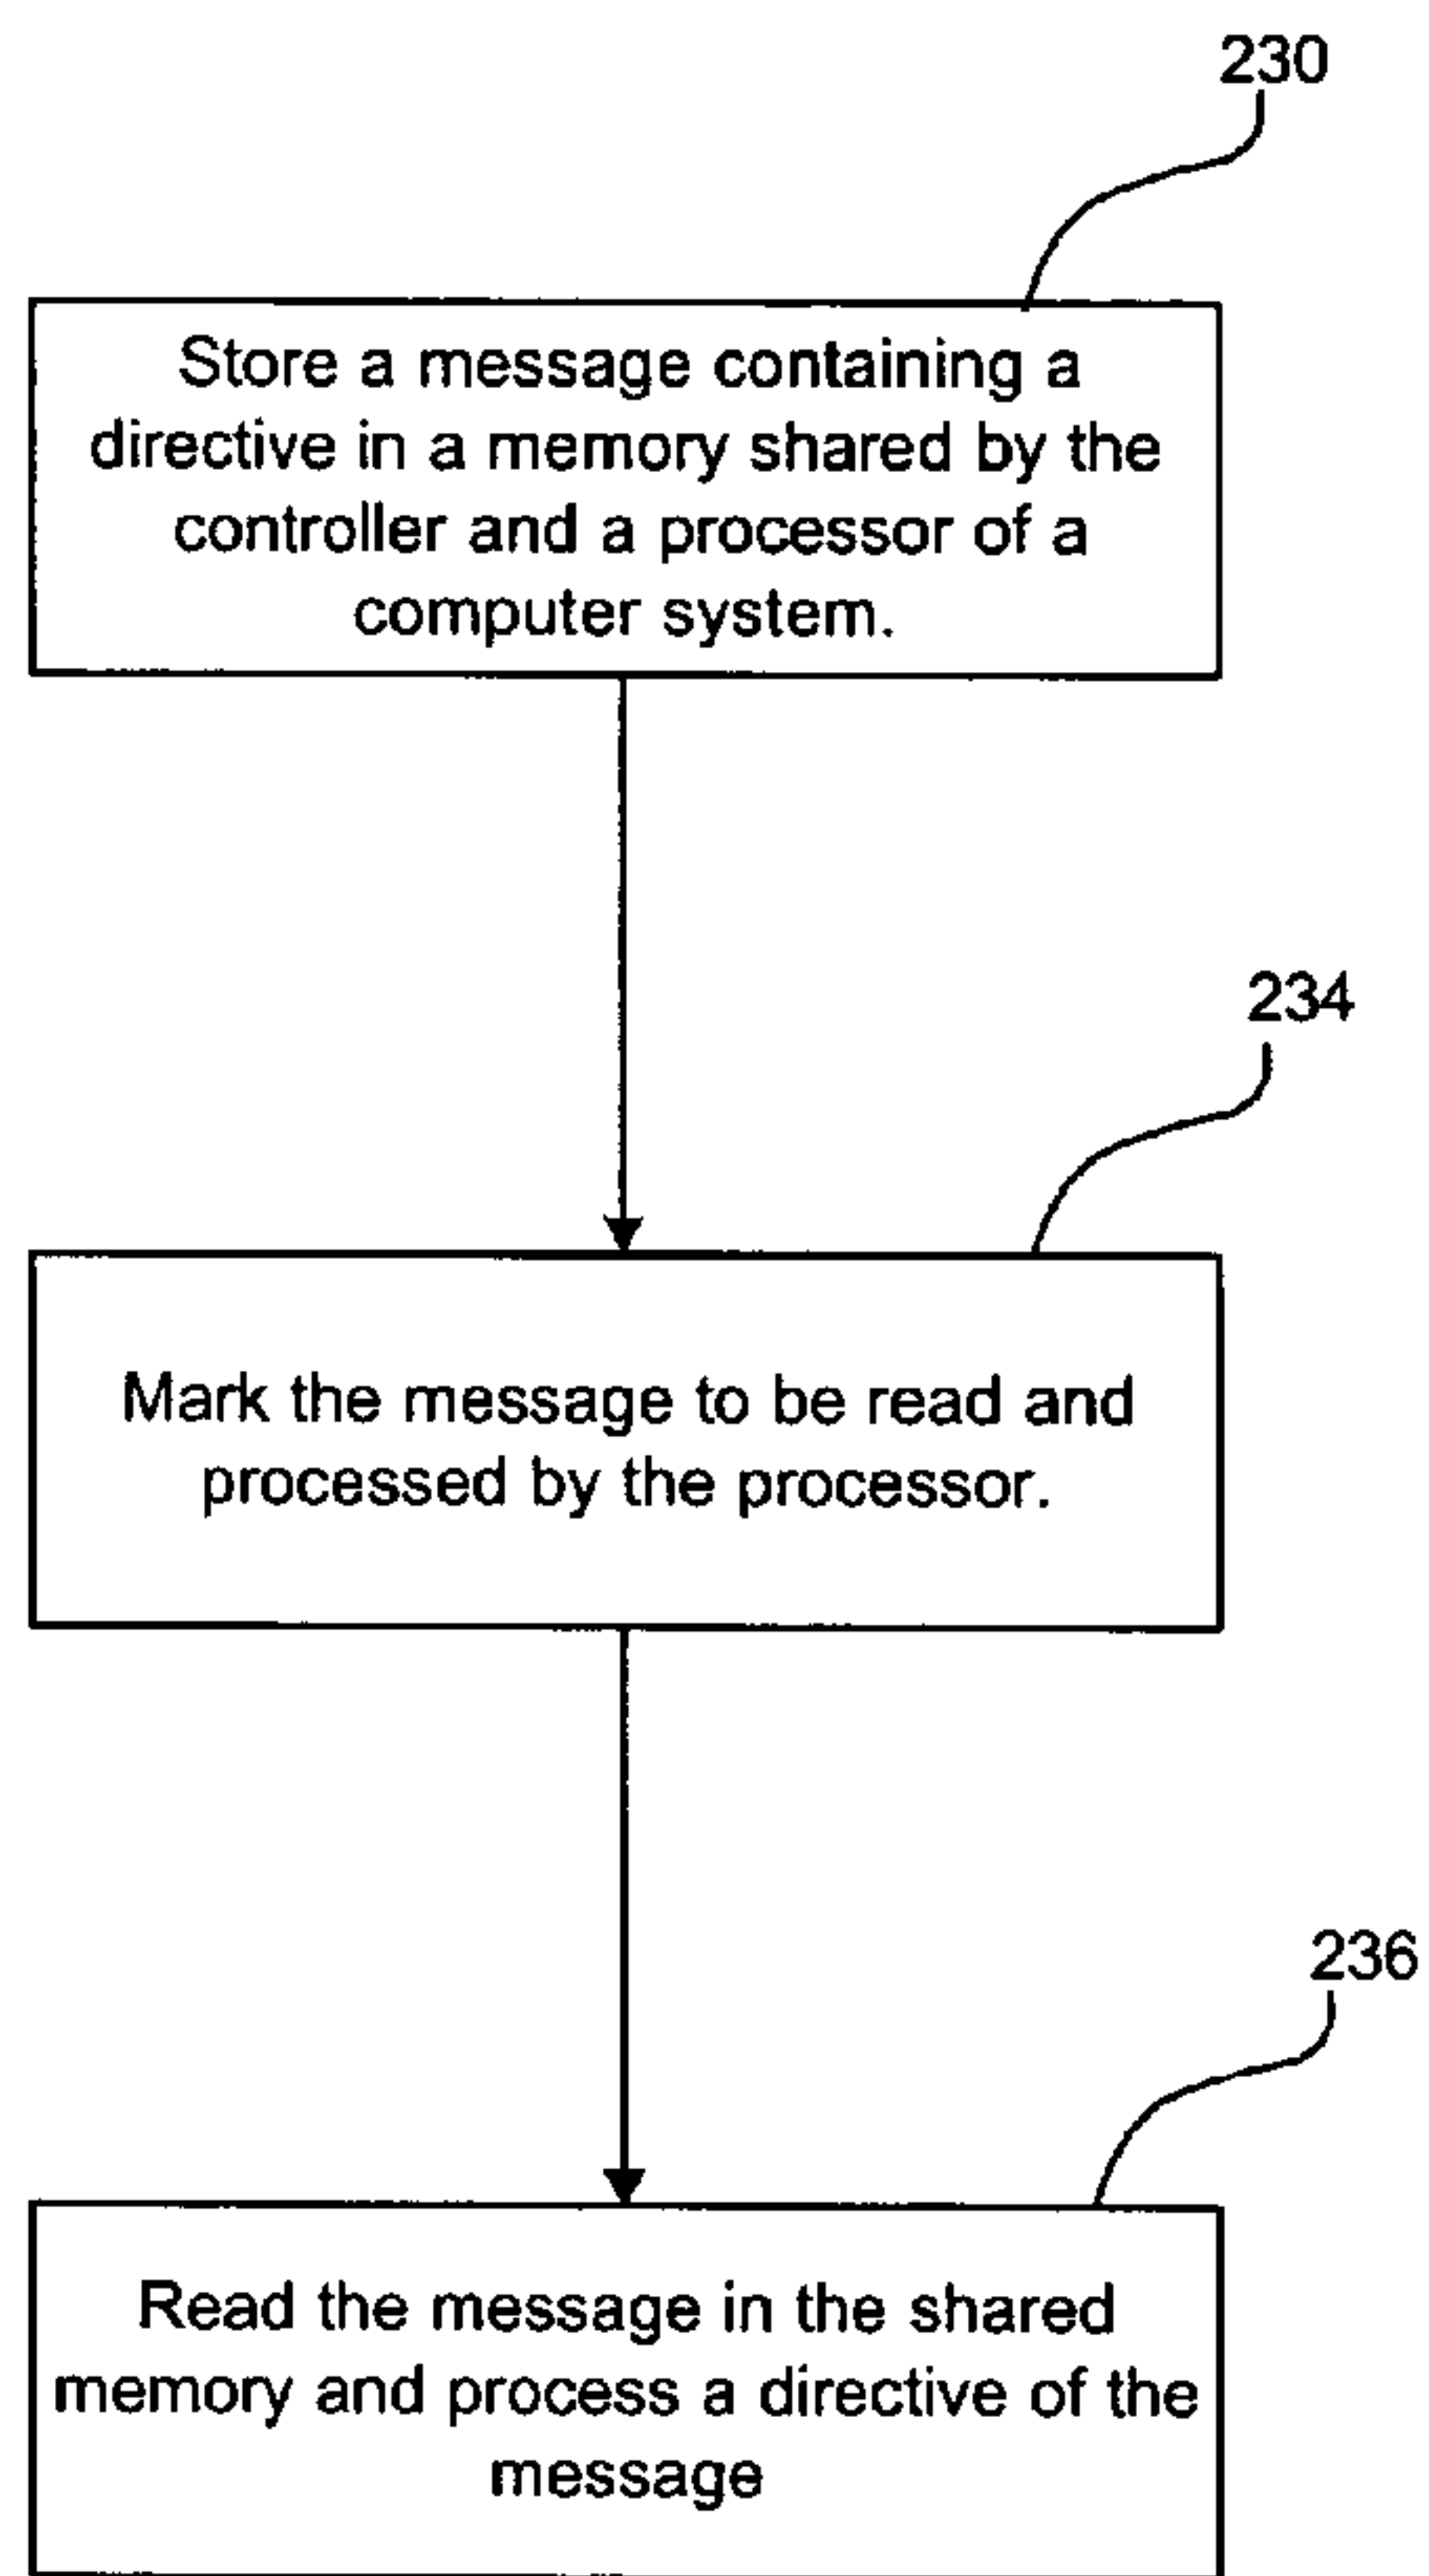 230
Store a message containing a
directive in a memory shared by the
controller and a processor of a
computer system.
234
Mark the message to be read and
processed by the processor.
236
Read the message in the shared
memory and process a directive of the
message